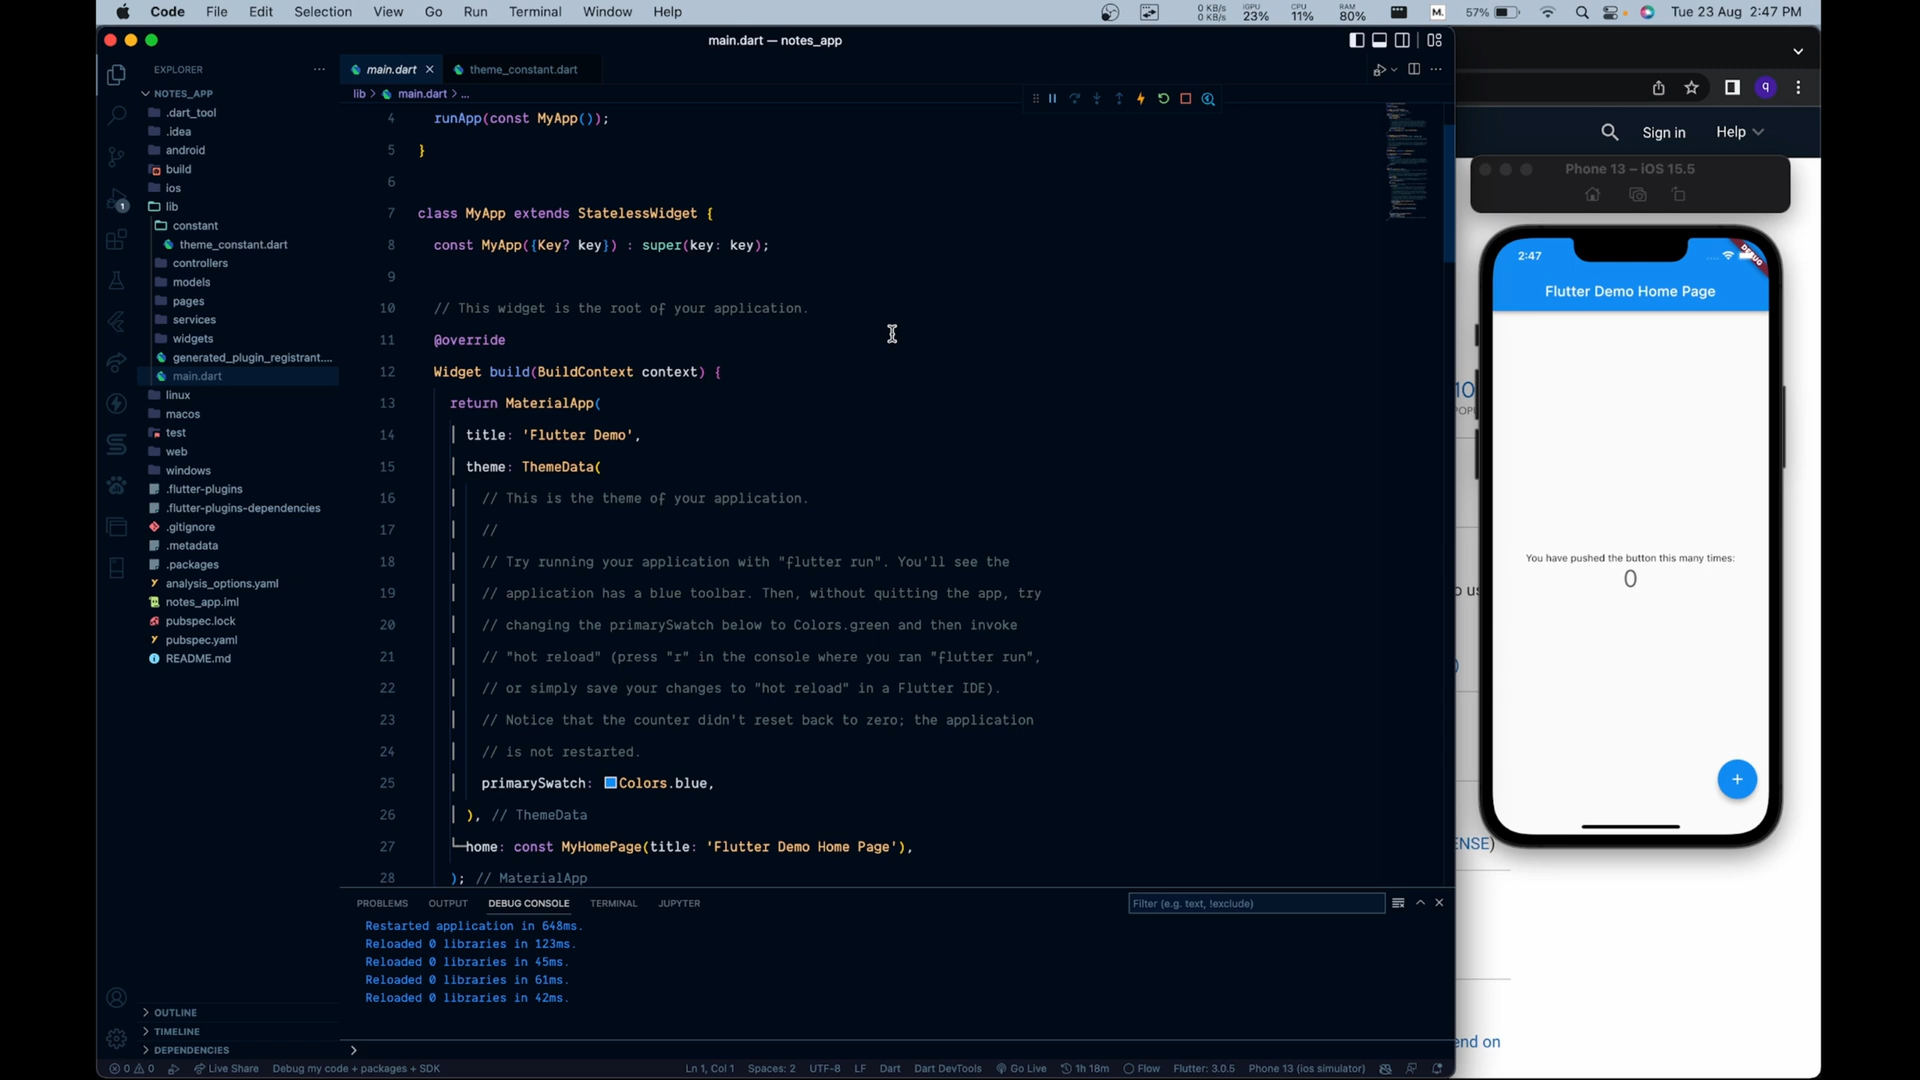 Code File Edit Selection View Go Run Terminal Window Help
0 KB/s
0 KB/s
IGPU
23%
CPU
11%
RAM
80%
M.
57%
Tue 23 Aug 2:47 PM
main.dart — notes_app
EXPLORER
NOTES_APP
.dart_tool
.idea
android
build
ios
lib
constant
theme_constant.dart
controllers
models
pages
services
widgets
generated_plugin_registrant....
main.dart
linux
macos
test
web
windows
.flutter-plugins
.flutter-plugins-dependencies
.gitignore
.metadata
.packages
analysis_options.yaml
notes_app.iml
pubspec.lock
pubspec.yaml
README.md
OUTLINE
TIMELINE
DEPENDENCIES
1
main.dart
theme_constant.dart
lib > main.dart > ...
4 runApp(const MyApp());
5 }
6
7 class MyApp extends StatelessWidget {
8 const MyApp({Key? key}) : super(key: key);
9
10 // This widget is the root of your application.
11 @override
12 Widget build(BuildContext context) {
13 return MaterialApp(
14 title: 'Flutter Demo',
15 theme: ThemeData(
16 // This is the theme of your application.
17 //
18 // Try running your application with "flutter run". You'll see the
19 // application has a blue toolbar. Then, without quitting the app, try
20 // changing the primarySwatch below to Colors.green and then invoke
21 // "hot reload" (press "r" in the console where you ran "flutter run",
22 // or simply save your changes to "hot reload" in a Flutter IDE).
23 // Notice that the counter didn't reset back to zero; the application
24 // is not restarted.
25 primarySwatch: Colors.blue,
26 ), // ThemeData
27 home: const MyHomePage(title: 'Flutter Demo Home Page'),
28 ); // MaterialApp
PROBLEMS OUTPUT DEBUG CONSOLE TERMINAL JUPYTER
Filter (e.g. text, !exclude)
Restarted application in 648ms.
Reloaded 0 libraries in 123ms.
Reloaded 0 libraries in 45ms.
Reloaded 0 libraries in 61ms.
Reloaded 0 libraries in 42ms.
>
0 0 Live Share Debug my code + packages + SDK
Ln 1, Col 1 Spaces: 2 UTF-8 LF Dart Dart DevTools Go Live 1h 18m Flow Flutter: 3.0.5 Phone 13 (ios simulator)
q
Sign in Help
Phone 13 – iOS 15.5
2:47
DEBUG
Flutter Demo Home Page
You have pushed the button this many times:
0
+
10
POPU
o us
ENSE)
end on